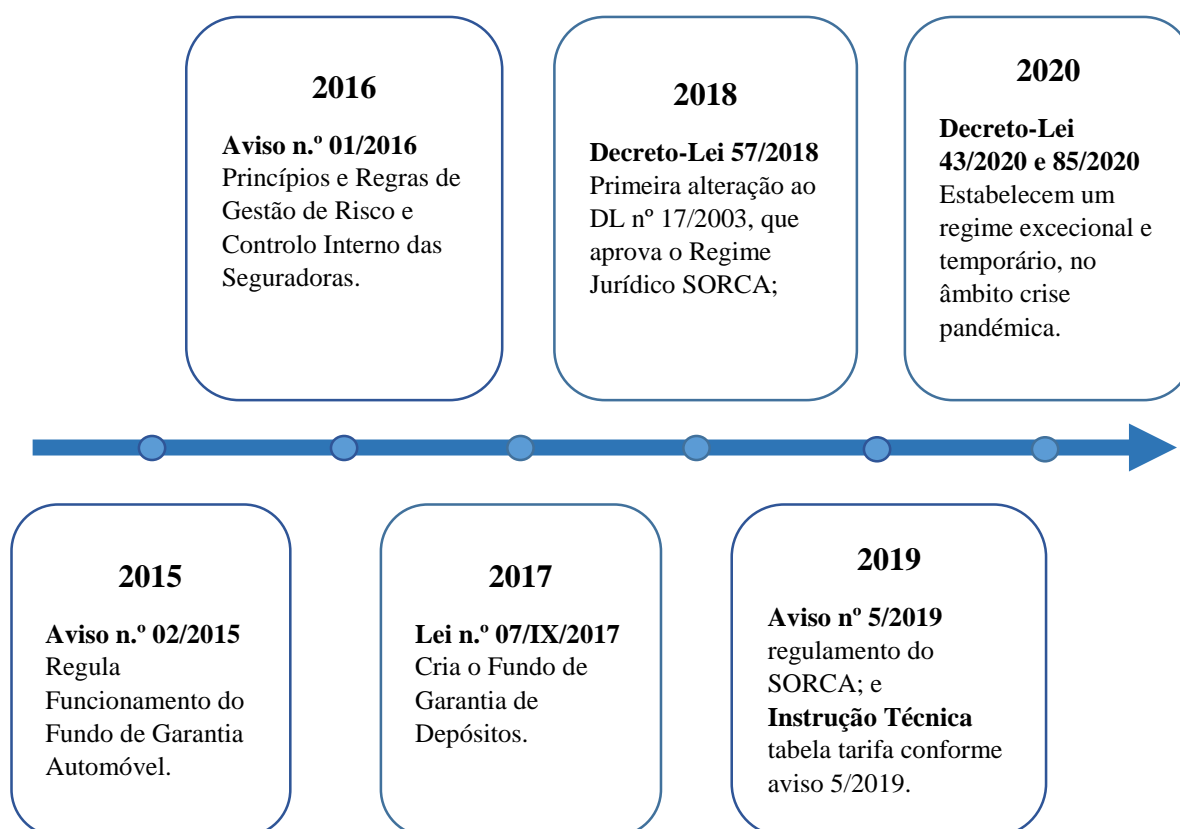 2016
Aviso n.º 01/2016
Princípios e Regras de
Gestão de Risco e
Controlo Interno das
Seguradoras.
2018
Decreto-Lei 57/2018
Primeira alteração ao
DL nº 17/2003, que
aprova o Regime
Jurídico SORCA;
2020
Decreto-Lei
43/2020 e 85/2020
Estabelecem um
regime excecional e
temporário, no
âmbito crise
pandémica.
2015
Aviso n.º 02/2015
Regula
Funcionamento do
Fundo de Garantia
Automóvel.
2017
Lei n.º 07/IX/2017
Cria o Fundo de
Garantia de
Depósitos.
2019
Aviso nº 5/2019
regulamento do
SORCA; e
Instrução Técnica
tabela tarifa conforme
aviso 5/2019.